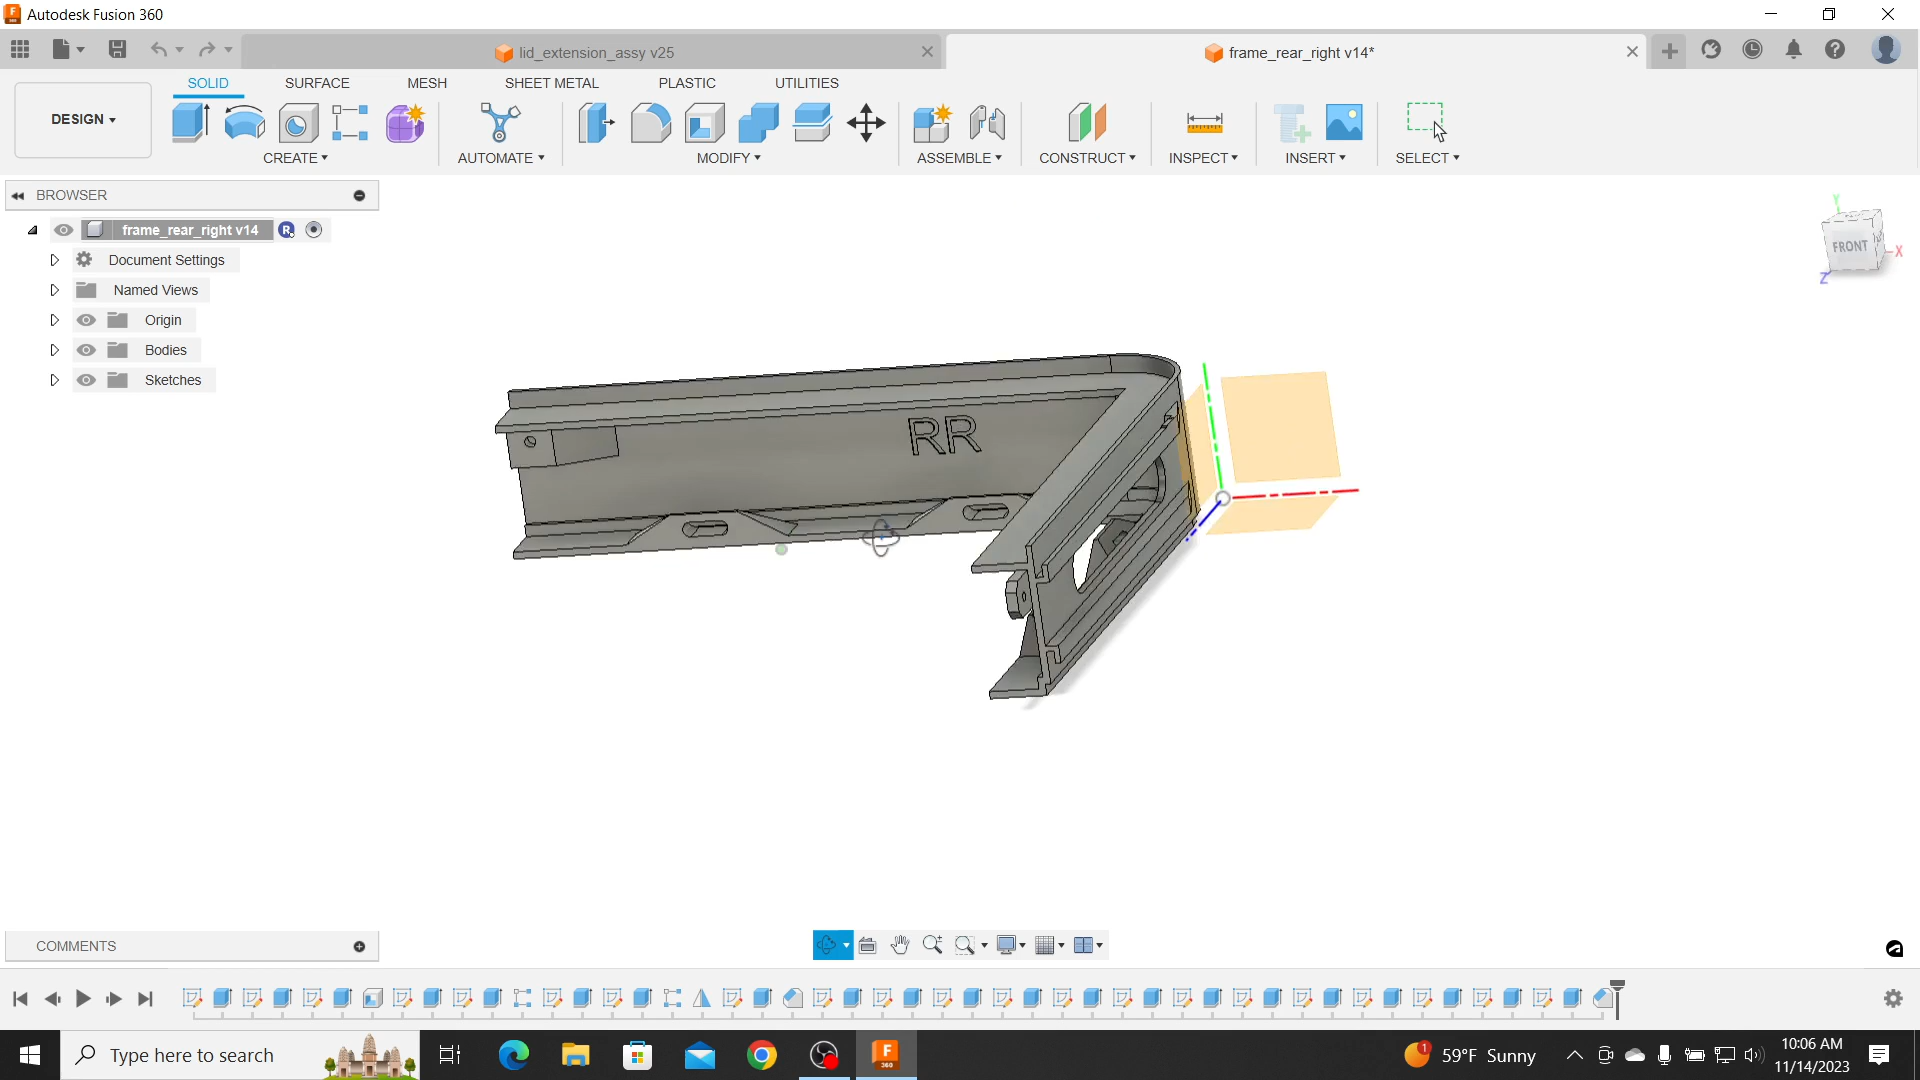 Autodesk Fusion 360
lid_extension_assy v25
frame_rear_right v14*
DESIGN
SOLID
SURFACE
MESH
SHEET METAL
PLASTIC
UTILITIES
CREATE
AUTOMATE
MODIFY
ASSEMBLE
CONSTRUCT
INSPECT
INSERT
SELECT
BROWSER
frame_rear_right v14
Document Settings
Named Views
Origin
Bodies
Sketches
Y
FRONT
X
Z
RR
COMMENTS
Type here to search
360
1
59°F Sunny
10:06 AM
11/14/2023